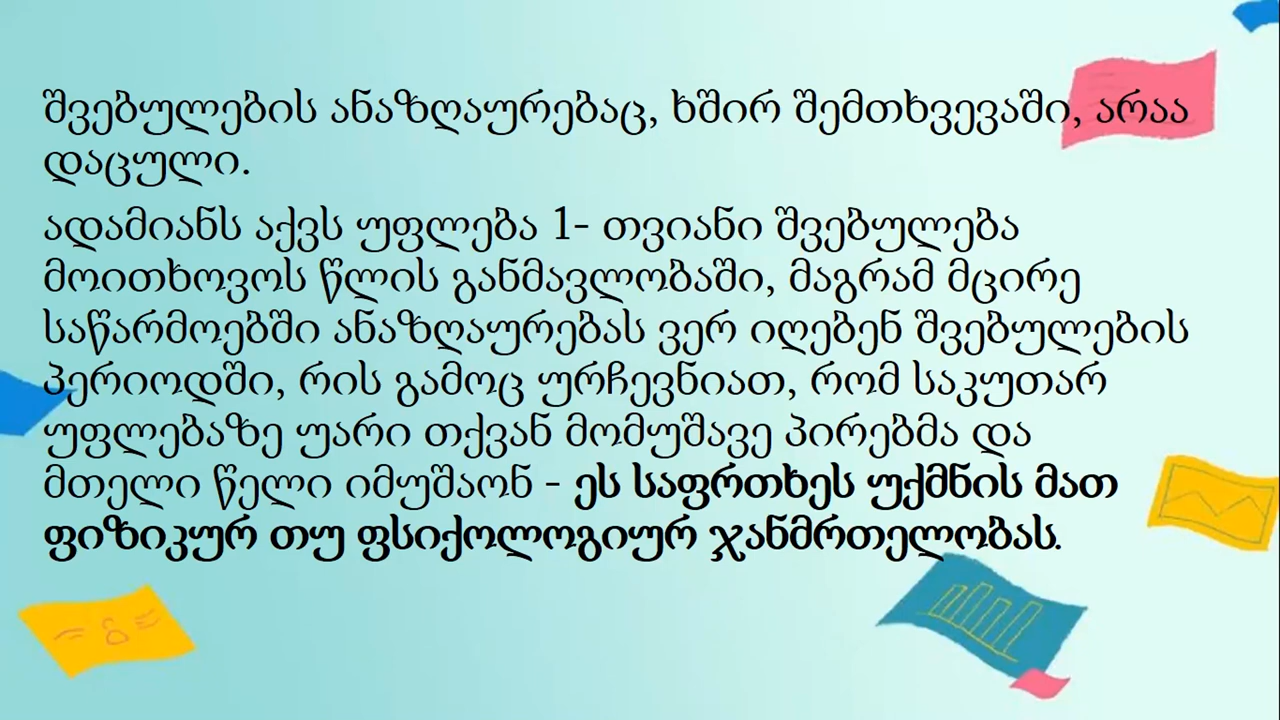 შვებულების ანაზღაურებაც, ხშირ შემთხვევაში, არაა
დაცული.
ადამიანს აქვს უფლება 1- თვიანი შვებულება
მოითხოვოს წლის განმავლობაში, მაგრამ მცირე
საწარმოებში ანაზღაურებას ვერ იღებენ შვებულების
პერიოდში, რის გამოც ურჩევნიათ, რომ საკუთარ
უფლებაზე უარი თქვან მომუშავე პირებმა და
მთელი წელი იმუშაონ - ეს საფრთხეს უქმნის მათ
ფიზიკურ თუ ფსიქოლოგიურ ჯანმრთელობას.